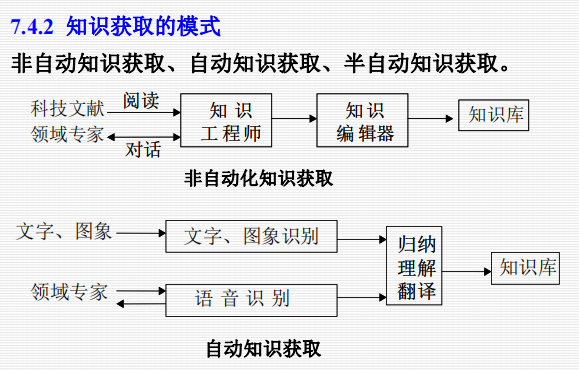 7.4.2 知识获取的模式
非自动知识获取、自动知识获取、半自动知识获取。
科技文献
阅读
领域专家
对话
知 识
工程师
知识
编辑器
知识库
非自动化知识获取
文字、图象
文字、图象识别
领域专家
语 音 识 别
归纳
理解
翻译
知识库
自动知识获取